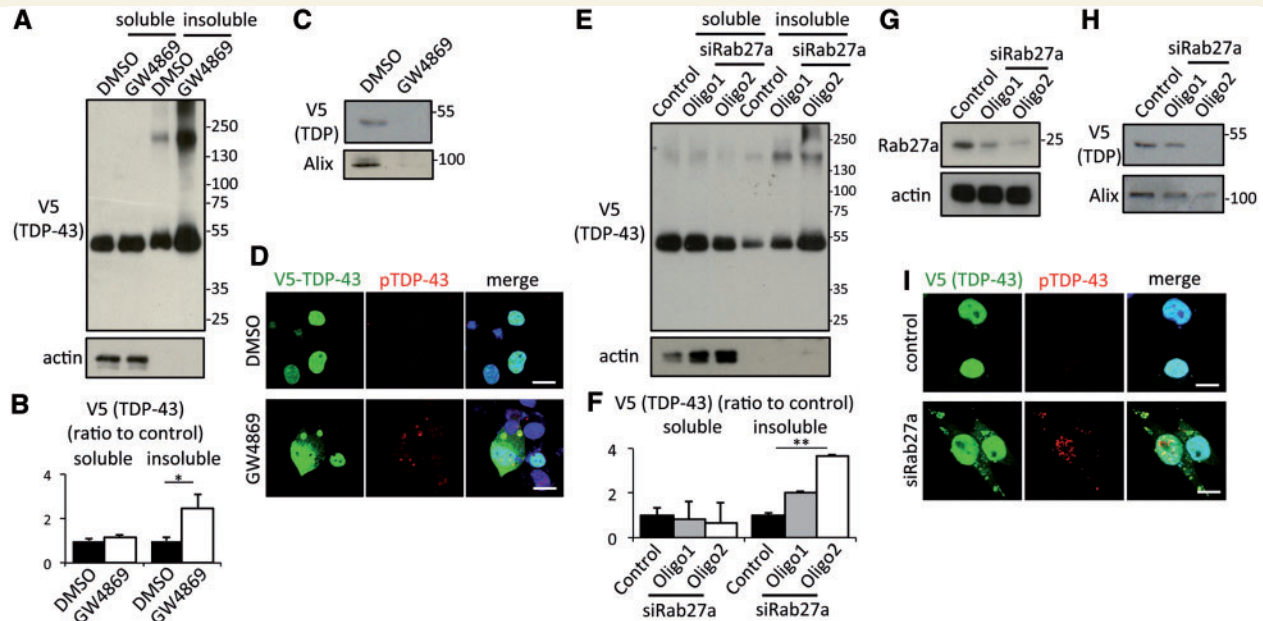 A
soluble insoluble
DMSO
GW4869
DMSO
GW4869
V5
(TDP-43)
-250
-130
-100
-75
-55
-35
-25
actin
B
V5 (TDP-43)
(ratio to control)
soluble insoluble
*
4
2
0
DMSO
GW4869
DMSO
GW4869
C
DMSO
GW4869
V5
(TDP)
-55
Alix
-100
D
V5-TDP-43 pTDP-43 merge
DMSO
GW4869
E
soluble insoluble
siRab27a siRab27a
Control
Oligo1
Oligo2
Control
Oligo1
Oligo2
V5
(TDP-43)
-250
-130
-100
-75
-55
-35
-25
actin
F
V5 (TDP-43) (ratio to control)
soluble insoluble
**
4
2
0
Control
Oligo1
Oligo2
Control
Oligo1
Oligo2
siRab27a siRab27a
G
siRab27a
Control
Oligo1
Oligo2
Rab27a
-25
actin
H
siRab27a
Control
Oligo1
Oligo2
V5
(TDP)
-55
Alix
-100
I
V5 (TDP-43) pTDP-43 merge
control
siRab27a